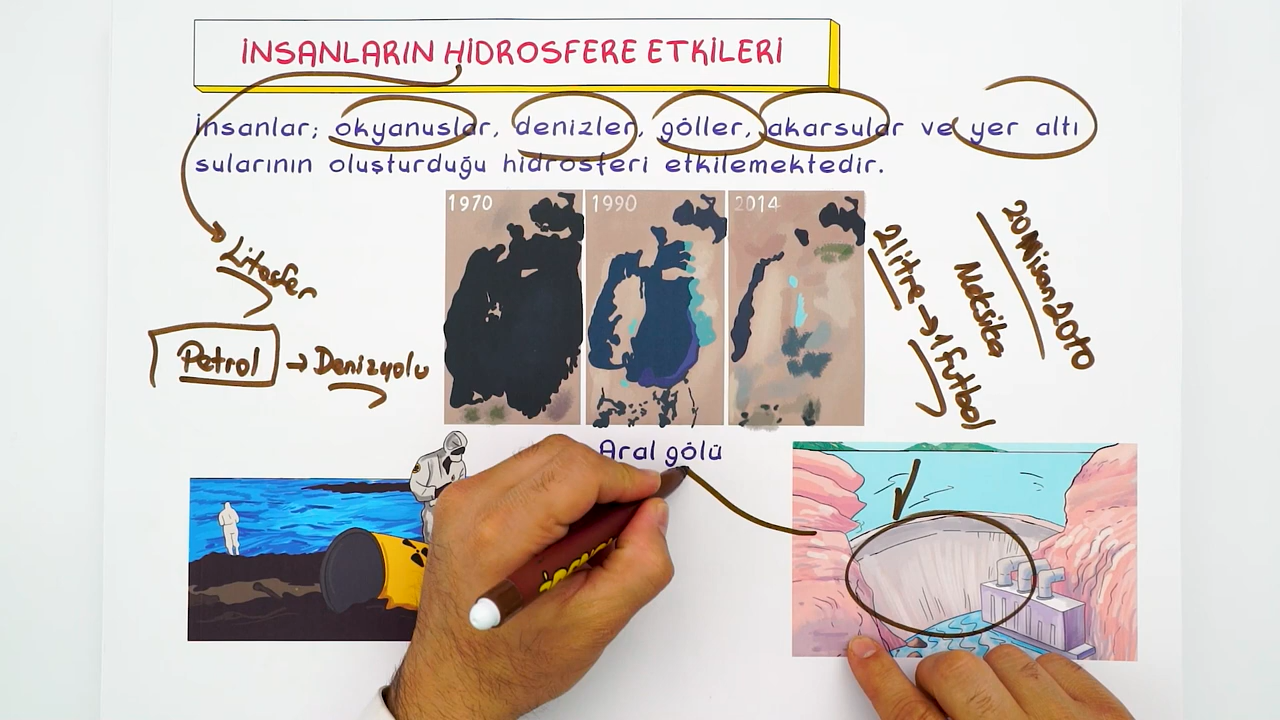 İNSANLARIN HİDROSFERE ETKİLERİ
İnsanlar; okyanuslar, denizler, göller, akarsular ve yer altı
sularının oluşturduğu hidrosferi etkilemektedir.
1970
1990
2014
Litosfer
Petrol → Denizyolu
2 litre → 1 futbol
Meksika
20 Nisan 2010
Aral gölü